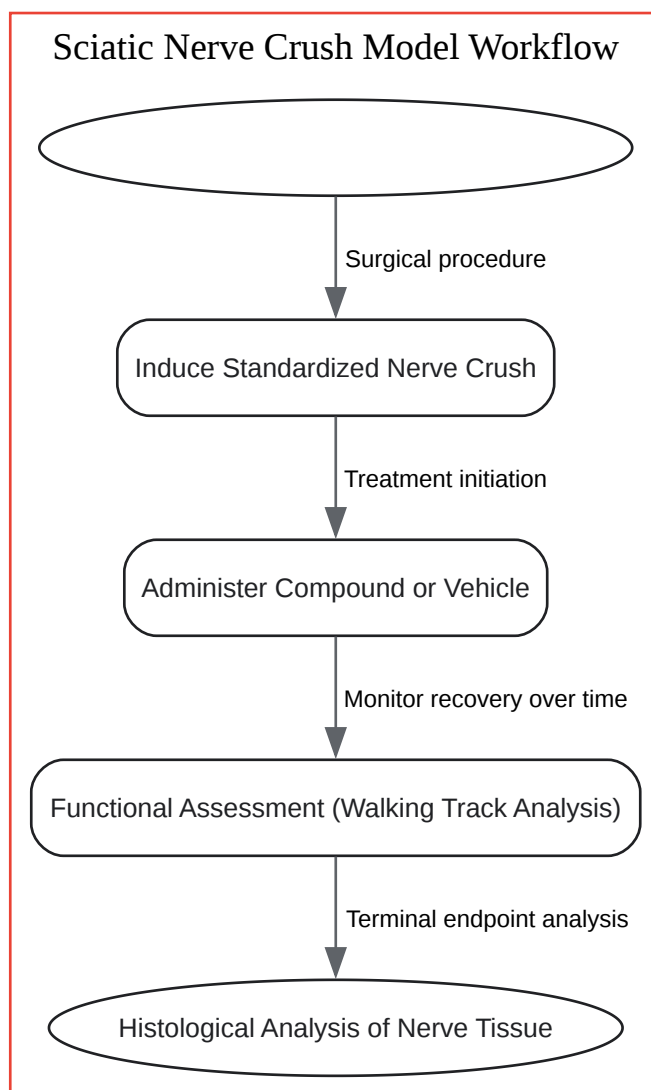 Sciatic Nerve Crush Model Workflow
Surgical procedure
Induce Standardized Nerve Crush
Treatment initiation
Administer Compound or Vehicle
Monitor recovery over time
Functional Assessment (Walking Track Analysis)
Terminal endpoint analysis
Histological Analysis of Nerve Tissue